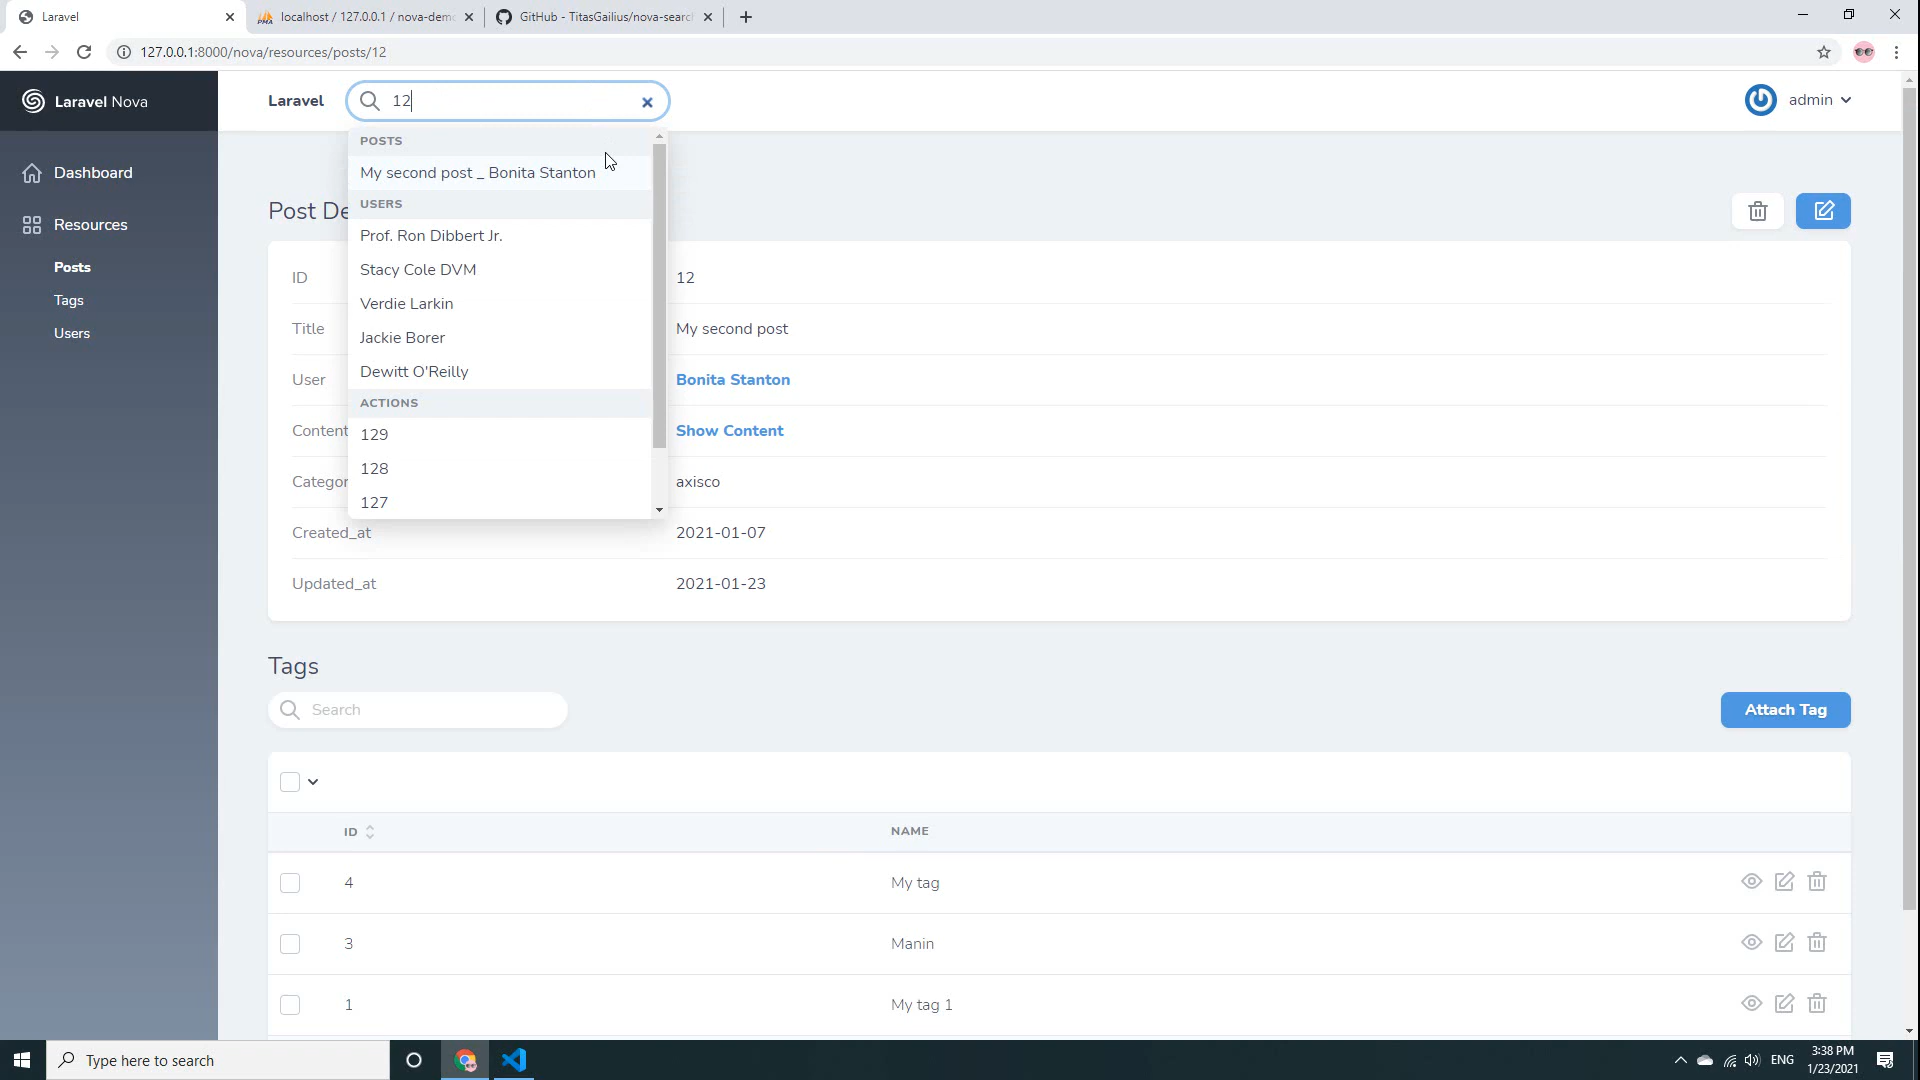 Laravel
localhost / 127.0.0.1 / nova-demo
GitHub - TitasGailius/nova-searc
127.0.0.1:8000/nova/resources/posts/12
Laravel Nova
Laravel
12
admin
POSTS
My second post _ Bonita Stanton
USERS
Prof. Ron Dibbert Jr.
Stacy Cole DVM
Verdie Larkin
Jackie Borer
Dewitt O'Reilly
ACTIONS
129
128
127
Dashboard
Resources
Posts
Tags
Users
Post De
ID 12
Title My second post
User Bonita Stanton
Content Show Content
Categor axisco
Created_at 2021-01-07
Updated_at 2021-01-23
Tags
Search
Attach Tag
ID NAME
4 My tag
3 Manin
1 My tag 1
Type here to search
ENG
3:38 PM
1/23/2021